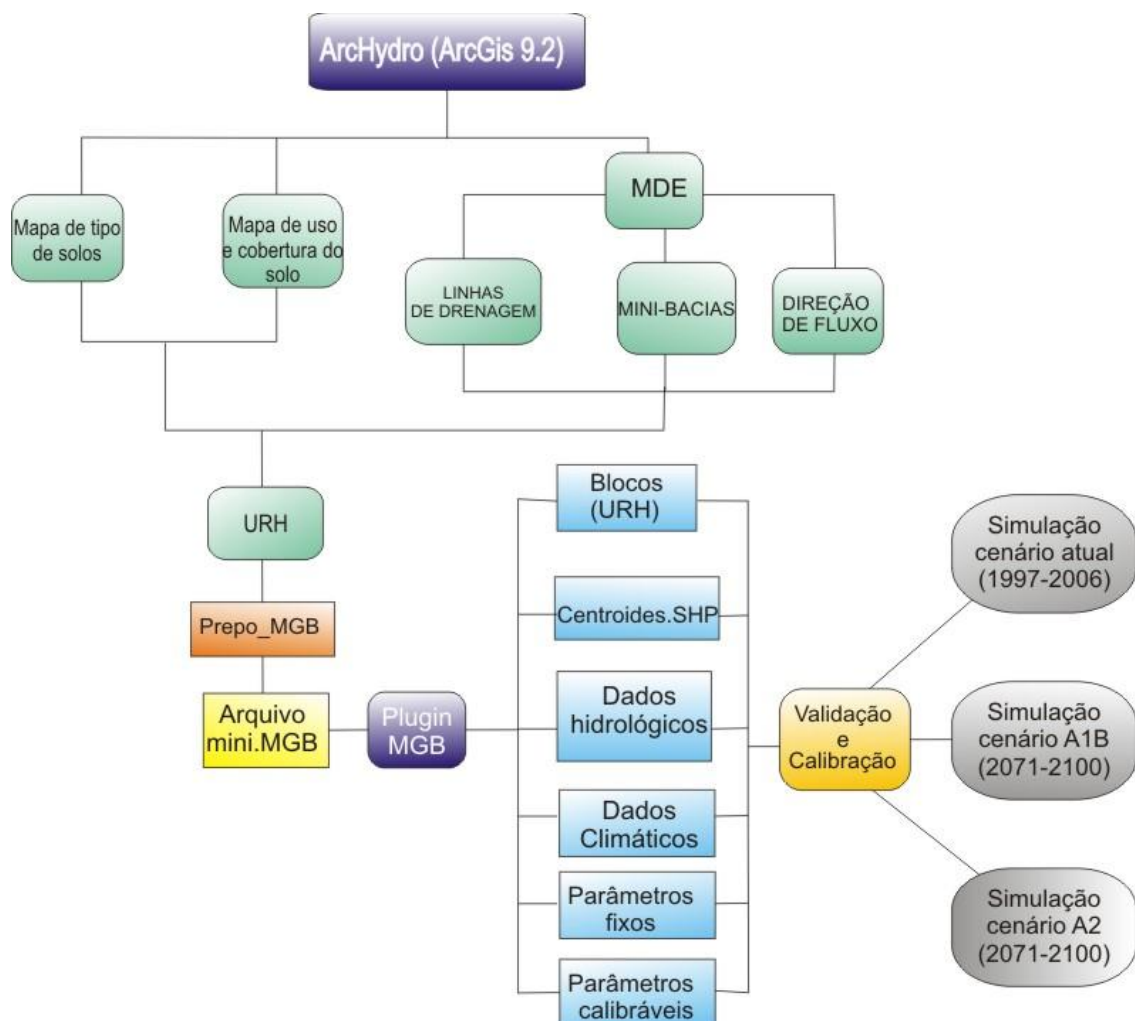 ArcHydro (ArcGis 9.2)
MDE
Mapa de tipo
de solos
Mapa de uso
e cobertura do
solo
LINHAS
DE DRENAGEM
MINI-BACIAS
DIREÇÃO
DE FLUXO
URH
Prepo_MGB
Arquivo
mini.MGB
Plugin
MGB
Blocos
(URH)
Centroides.SHP
Dados
hidrológicos
Dados
Climáticos
Parâmetros
fixos
Parâmetros
calibráveis
Validação
e
Calibração
Simulação
cenário atual
(1997-2006)
Simulação
cenário A1B
(2071-2100)
Simulação
cenário A2
(2071-2100)